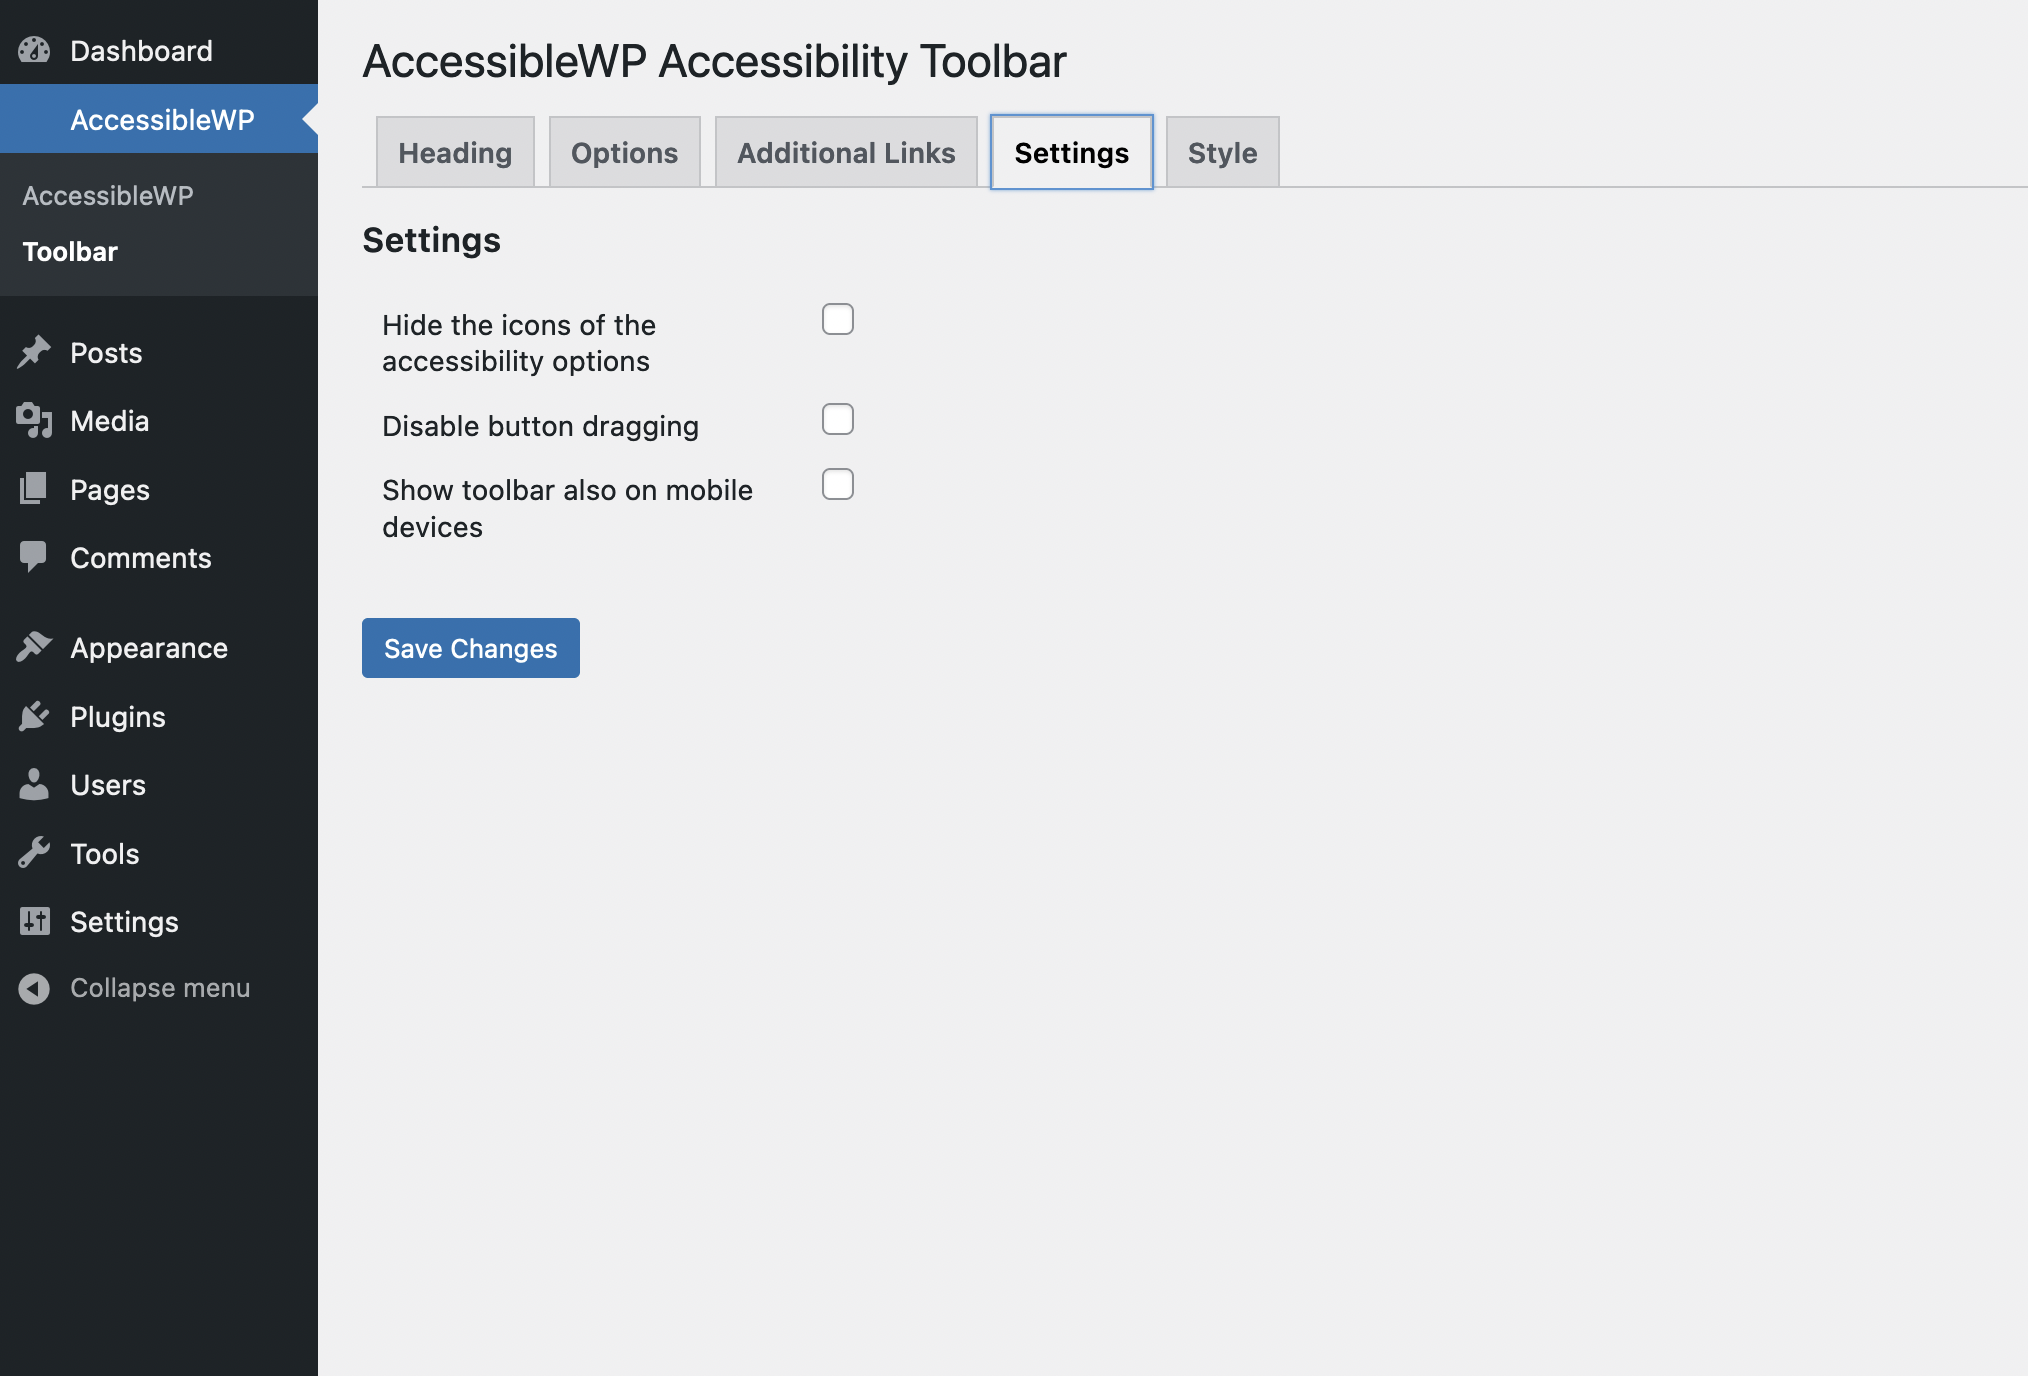 Dashboard
AccessibleWP
AccessibleWP
Toolbar
Posts
Media
Pages
Comments
Appearance
Plugins
Users
Tools
Settings
Collapse menu
AccessibleWP Accessibility Toolbar
Heading
Options
Additional Links
Settings
Style
Settings
Hide the icons of the
accessibility options
Disable button dragging
Show toolbar also on mobile
devices
Save Changes